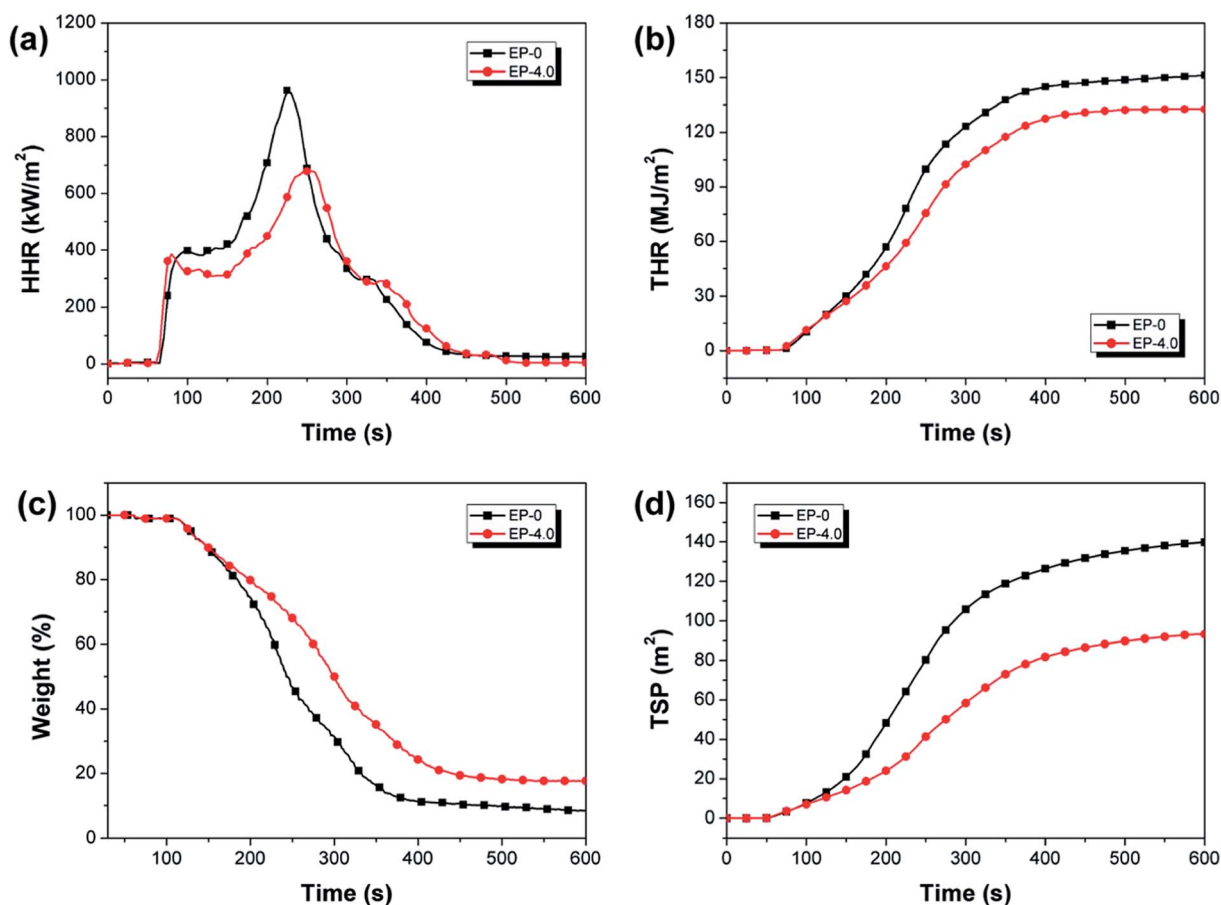 (a)
1200
1000
800
600
400
200
0
HHR (kW/m²)
EP-0
EP-4.0
0 100 200 300 400 500 600
Time (s)
(b)
180
150
120
90
60
30
0
THR (MJ/m²)
EP-0
EP-4.0
0 100 200 300 400 500 600
Time (s)
(c)
100
80
60
40
20
0
Weight (%)
EP-0
EP-4.0
100 200 300 400 500 600
Time (s)
(d)
160
140
120
100
80
60
40
20
0
TSP (m²)
EP-0
EP-4.0
0 100 200 300 400 500 600
Time (s)